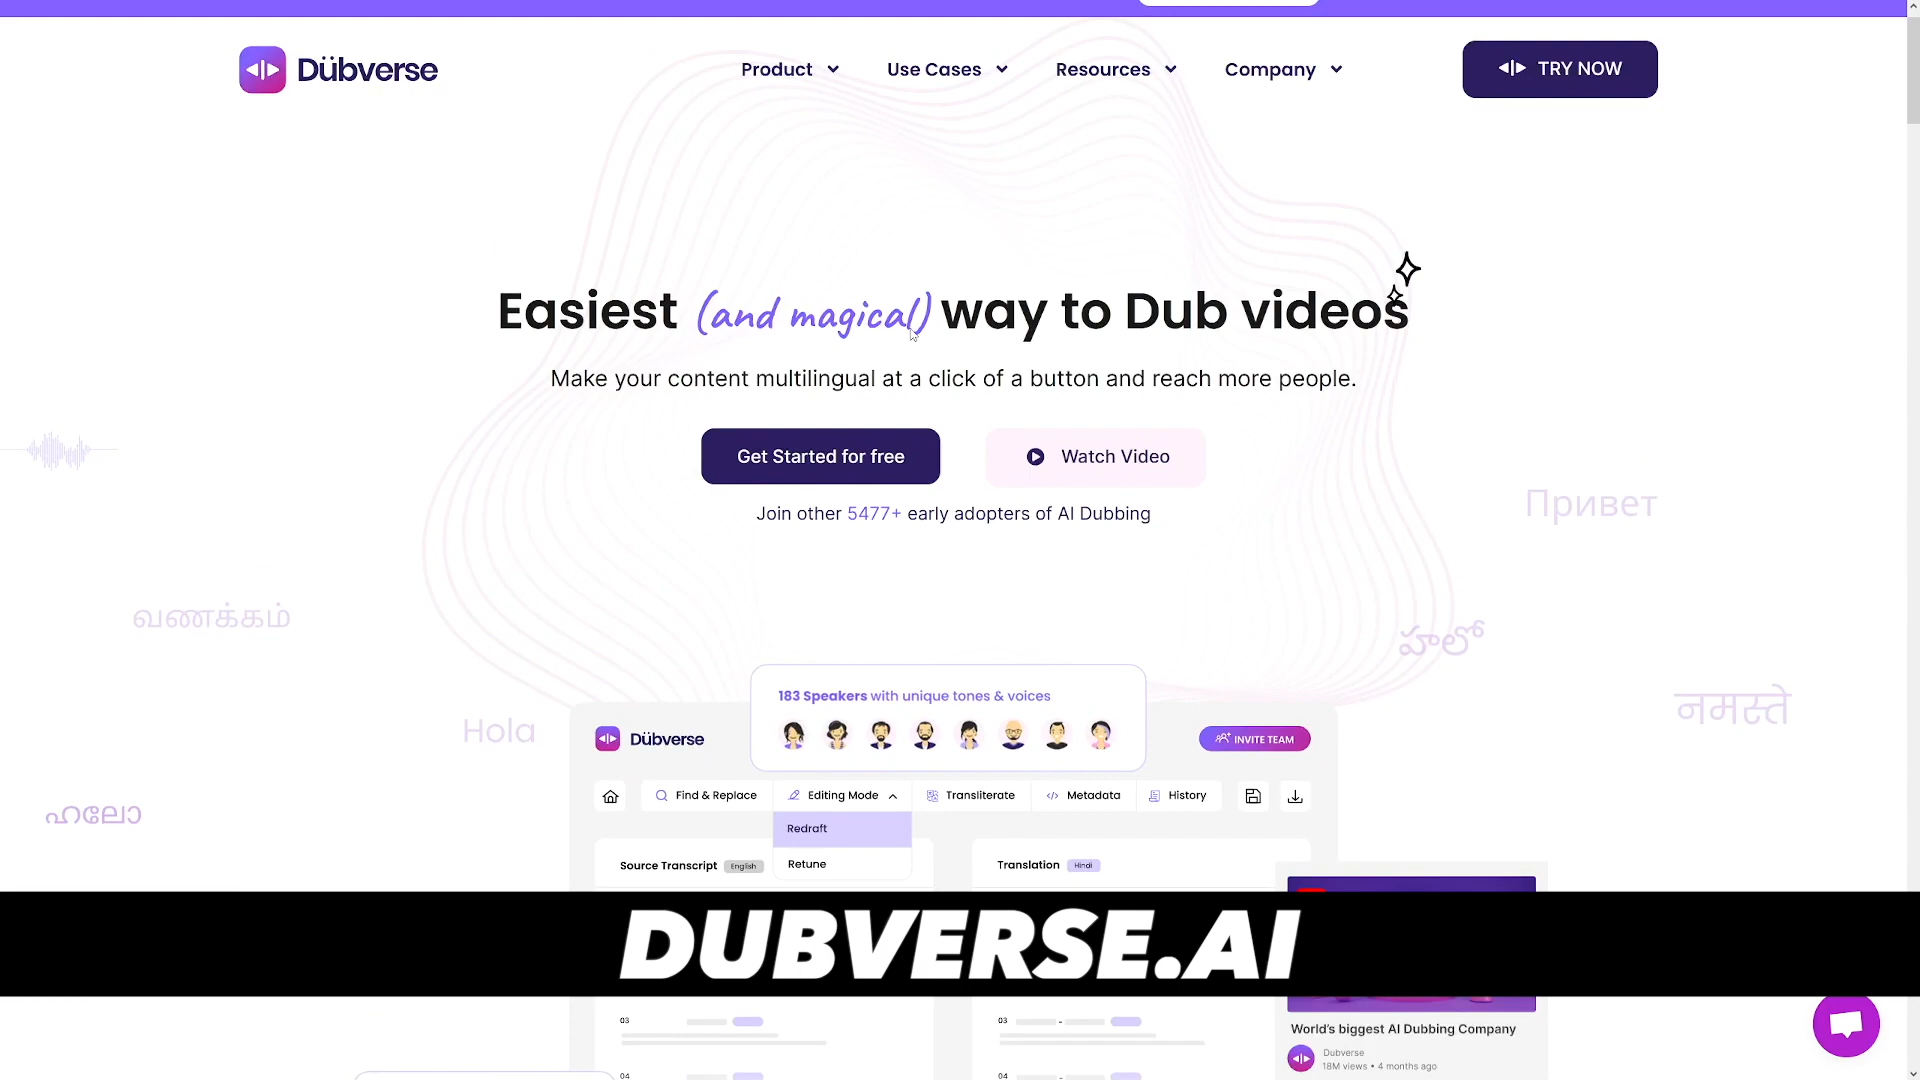 Dübverse
Product
Use Cases
Resources
Company
TRY NOW
Easiest (and magical) way to Dub videos
Make your content multilingual at a click of a button and reach more people.
Get Started for free
Watch Video
Join other 5477+ early adopters of AI Dubbing
Привет
வணக்கம்
హలో
Hola
नमस्ते
ഹലോ
183 Speakers with unique tones & voices
Dübverse
INVITE TEAM
Find & Replace
Editing Mode
Transliterate
Metadata
History
Redraft
Retune
Source Transcript English
Translation Hindi
DUBVERSE.AI
03
03
World's biggest AI Dubbing Company
Dubverse
18M views • 4 months ago
04
04